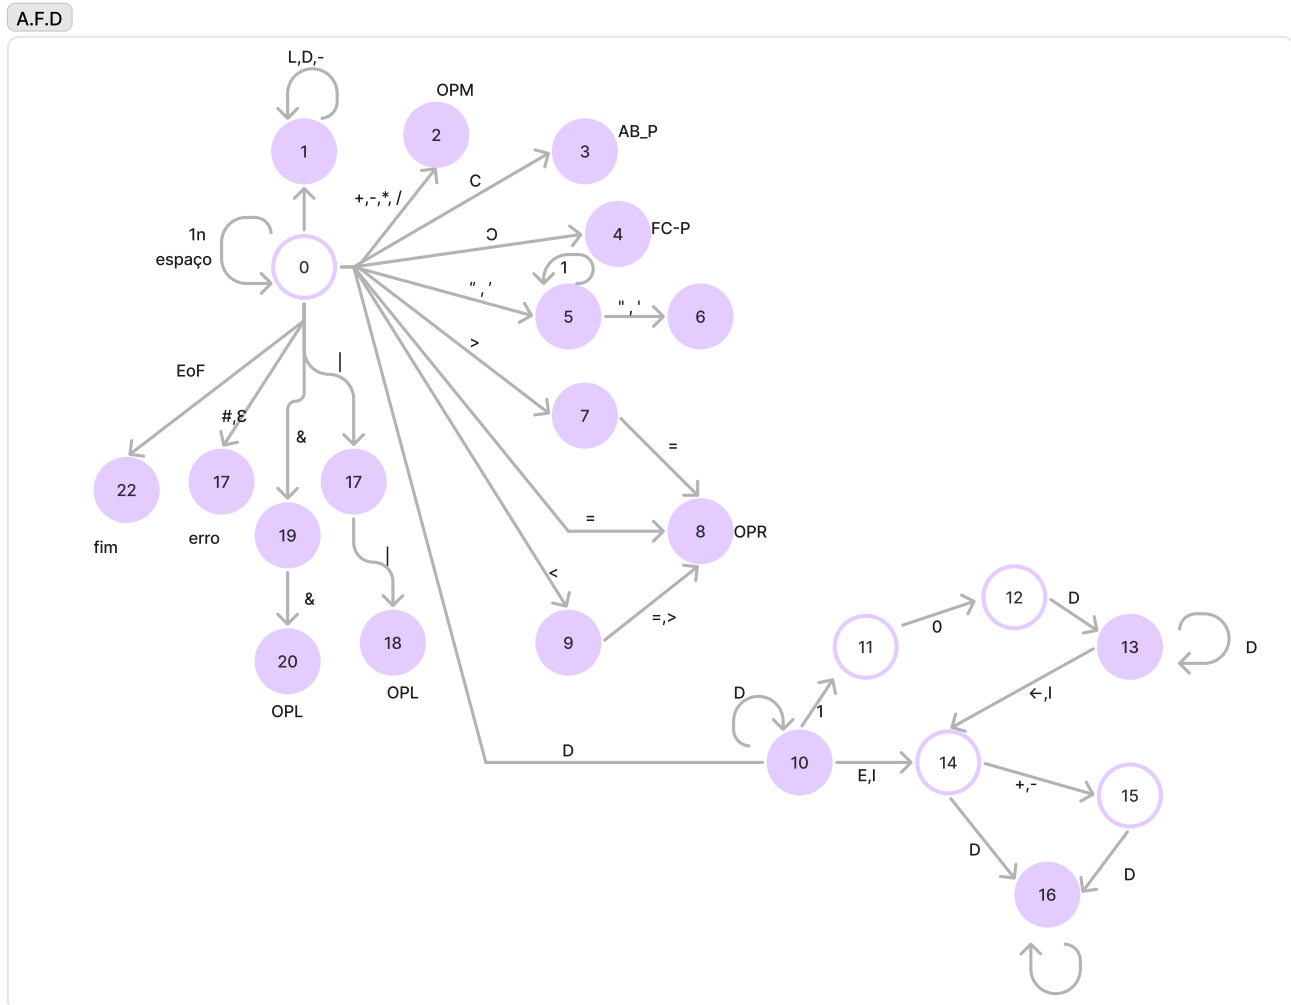 A.F.D
L,D,-
OPM
1
2
AB_P
3
+,-,*, /
C
1n
espaço
0
Ɔ
4
FC-P
1
“ , ’
5
" , '
6
>
|
EoF
7
#,Ɛ
&
=
22
17
17
fim
erro
19
=
8
OPR
|
<
&
9
=,>
12
D
20
18
0
11
13
D
OPL
OPL
D
1
←,I
D
10
E,I
14
+,-
15
D
D
16